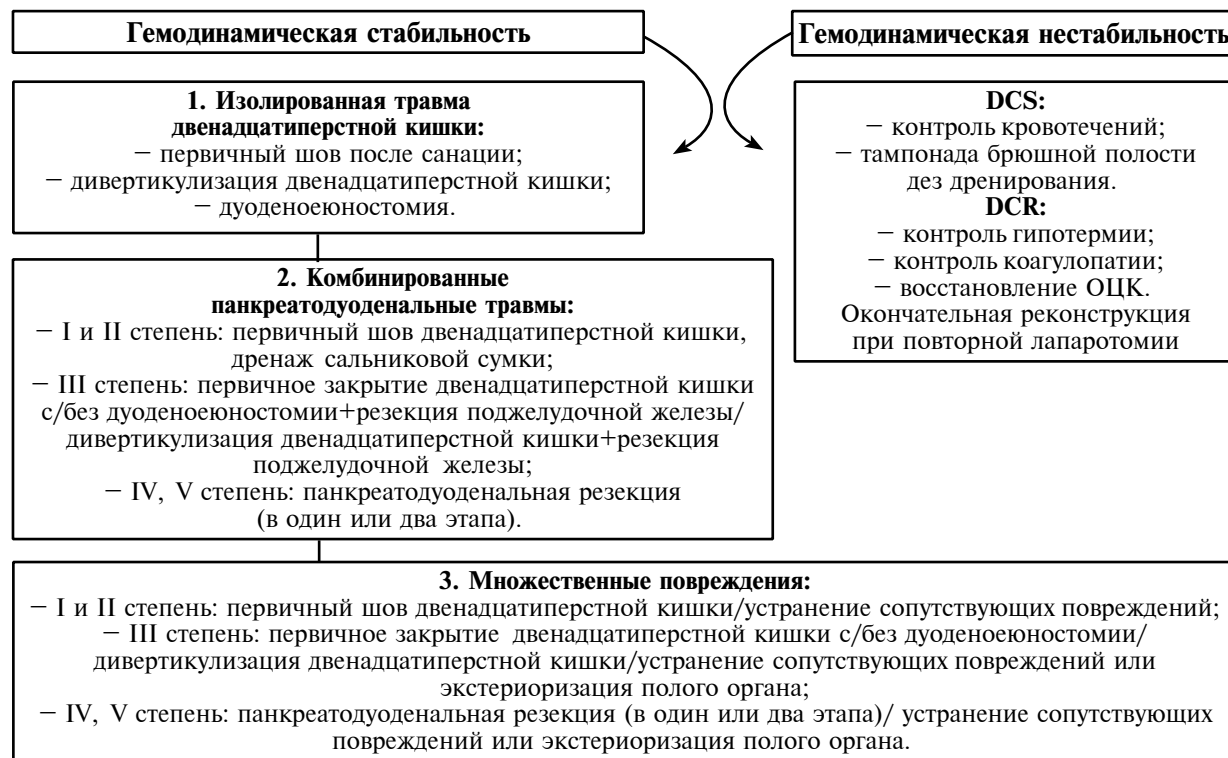 Гемодинамическая стабильность
Гемодинамическая нестабильность
1. Изолированная травма
двенадцатиперстной кишки:
— первичный шов после санации;
— дивертикулизация двенадцатиперстной кишки;
— дуоденоеюностомия.
DCS:
— контроль кровотечений;
— тампонада брюшной полости
дез дренирования.
DCR:
— контроль гипотермии;
— контроль коагулопатии;
— восстановление ОЦК.
Окончательная реконструкция
при повторной лапаротомии
2. Комбинированные
панкреатодуоденальные травмы:
— I и II степень: первичный шов двенадцатиперстной кишки,
дренаж сальниковой сумки;
— III степень: первичное закрытие двенадцатиперстной кишки
с/без дуоденоеюностомии+резекция поджелудочной железы/
дивертикулизация двенадцатиперстной кишки+резекция
поджелудочной железы;
— IV, V степень: панкреатодуоденальная резекция
(в один или два этапа).
3. Множественные повреждения:
— I и II степень: первичный шов двенадцатиперстной кишки/устранение сопутствующих повреждений;
— III степень: первичное закрытие двенадцатиперстной кишки с/без дуоденоеюностомии/
дивертикулизация двенадцатиперстной кишки/устранение сопутствующих повреждений или
экстериоризация полого органа;
— IV, V степень: панкреатодуоденальная резекция (в один или два этапа)/ устранение сопутствующих
повреждений или экстериоризация полого органа.